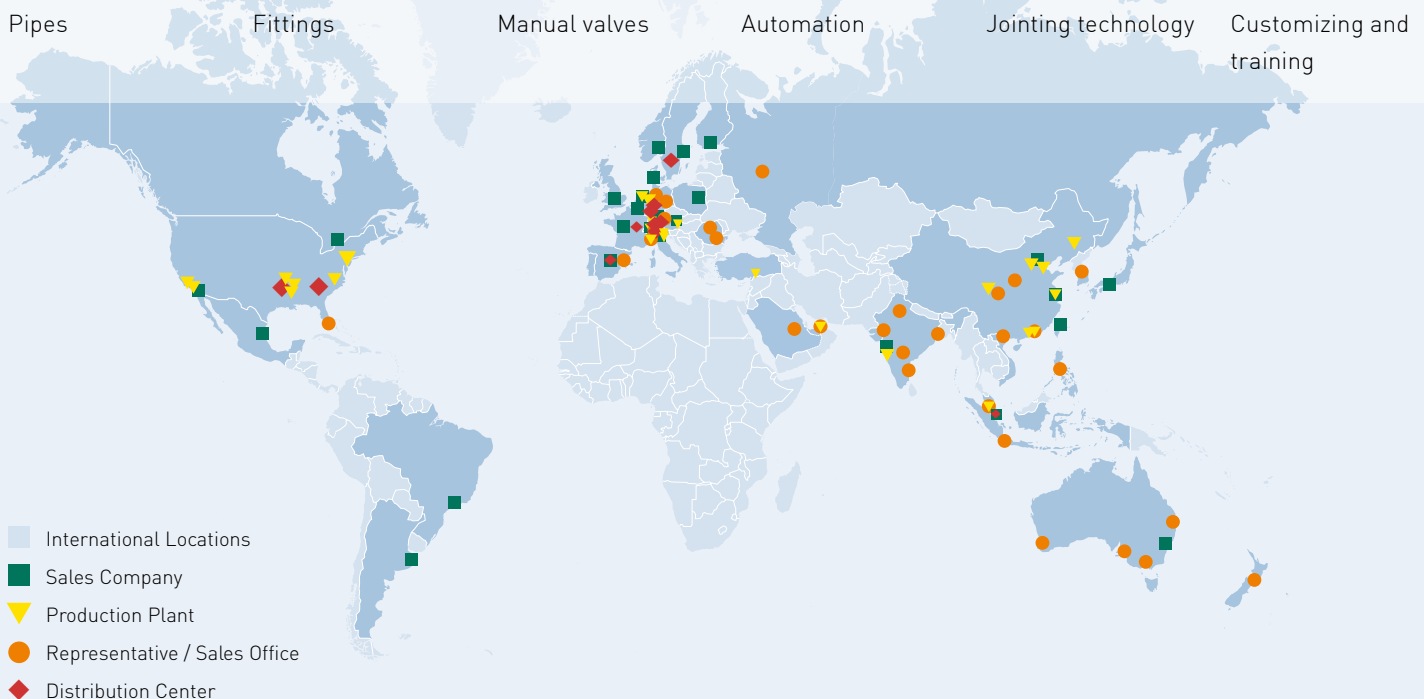 Pipes
Fittings
Manual valves
Automation
Jointing technology
Customizing and
training
International Locations
Sales Company
Production Plant
Representative / Sales Office
Distribution Center